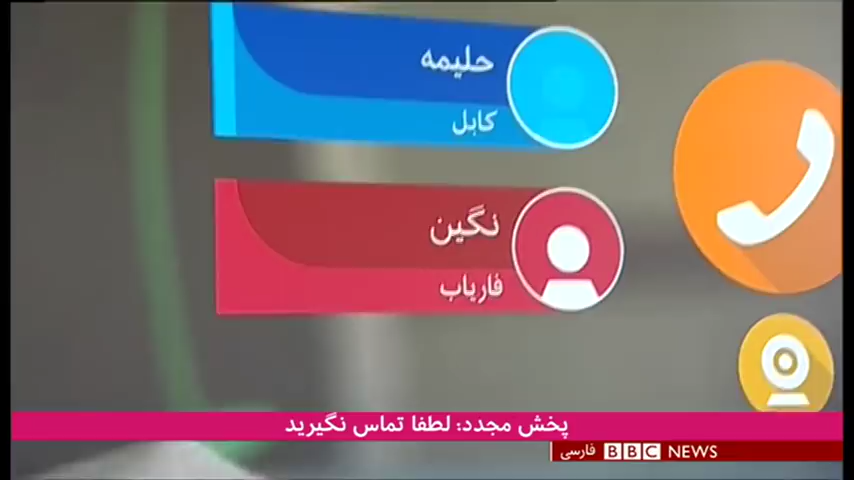 حلیمه
کابل
نگین
فاریاب
پخش مجدد: لطفا تماس نگیرید
BBC NEWS فارسی